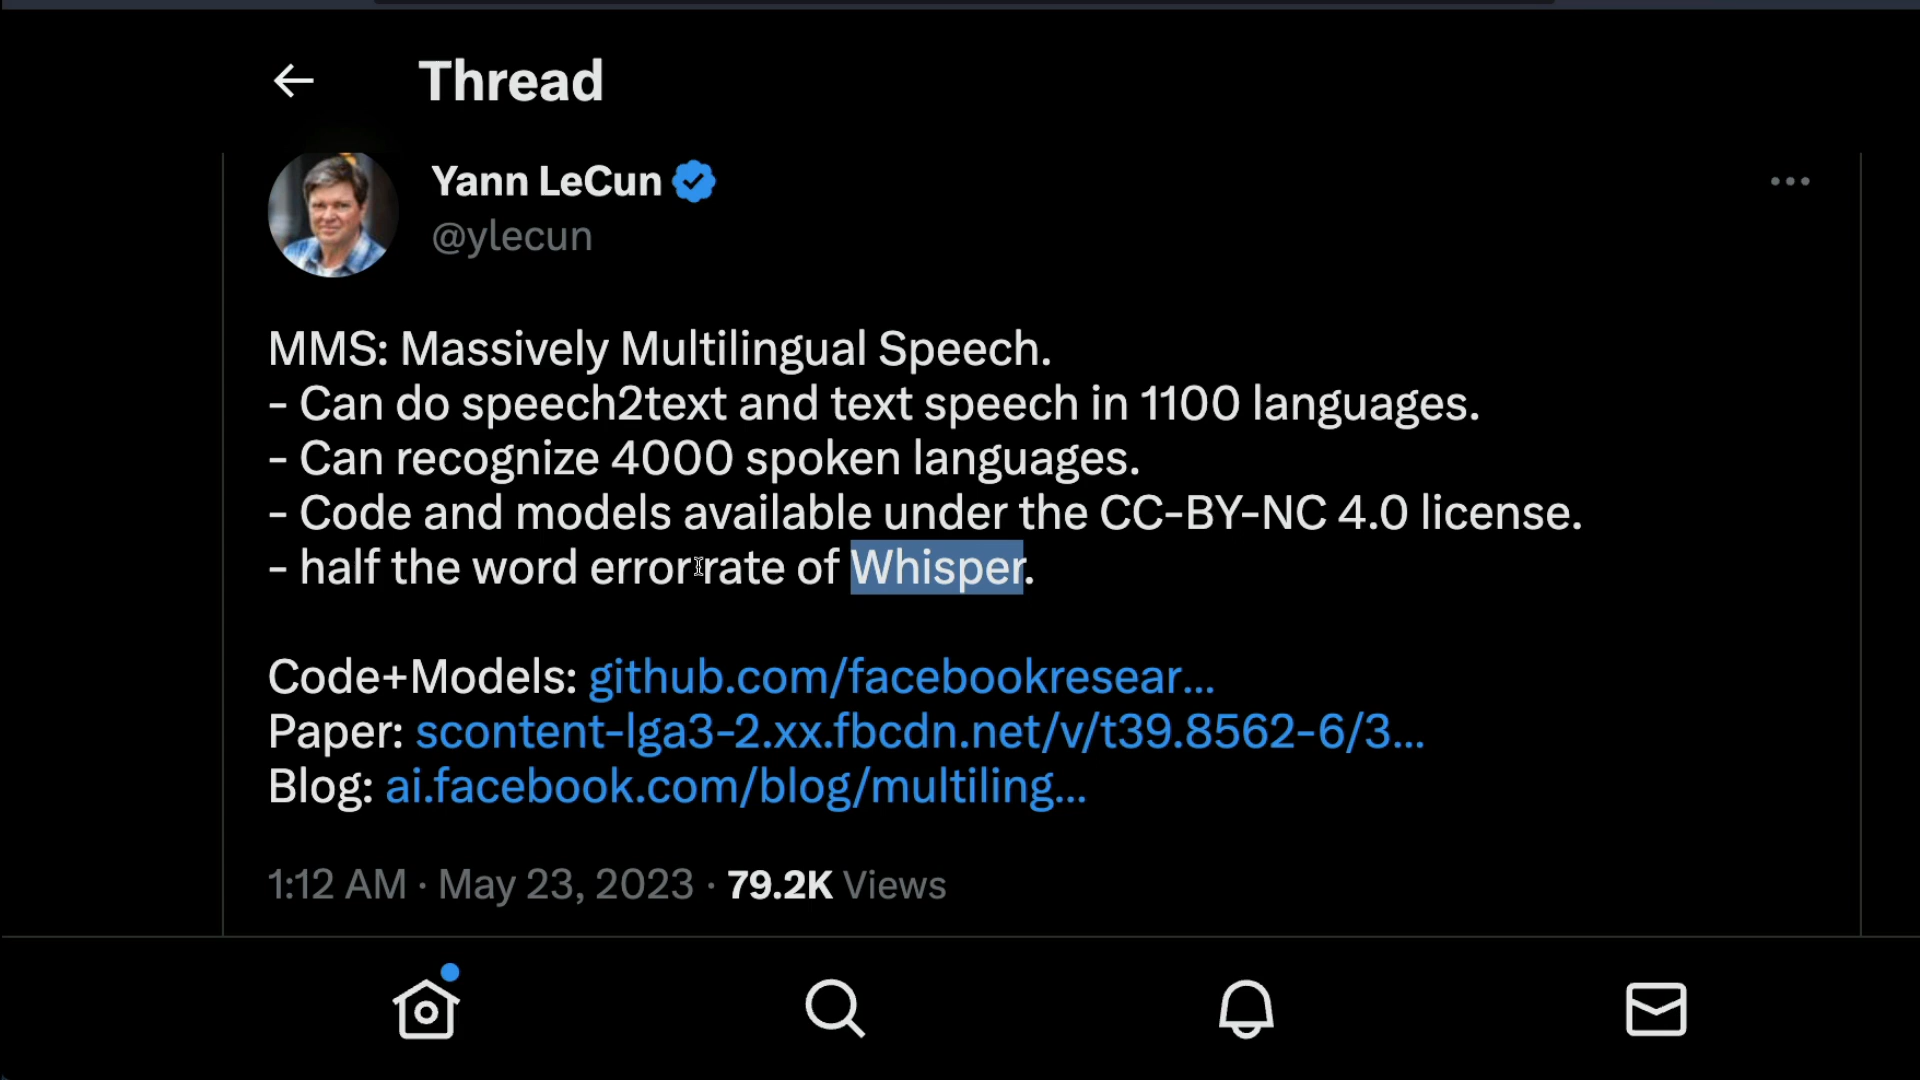 Thread
Yann LeCun
@ylecun
MMS: Massively Multilingual Speech.
- Can do speech2text and text speech in 1100 languages.
- Can recognize 4000 spoken languages.
- Code and models available under the CC-BY-NC 4.0 license.
- half the word error rate of Whisper.
Code+Models: github.com/facebookresear...
Paper: scontent-lga3-2.xx.fbcdn.net/v/t39.8562-6/3...
Blog: ai.facebook.com/blog/multiling...
1:12 AM · May 23, 2023 · 79.2K Views